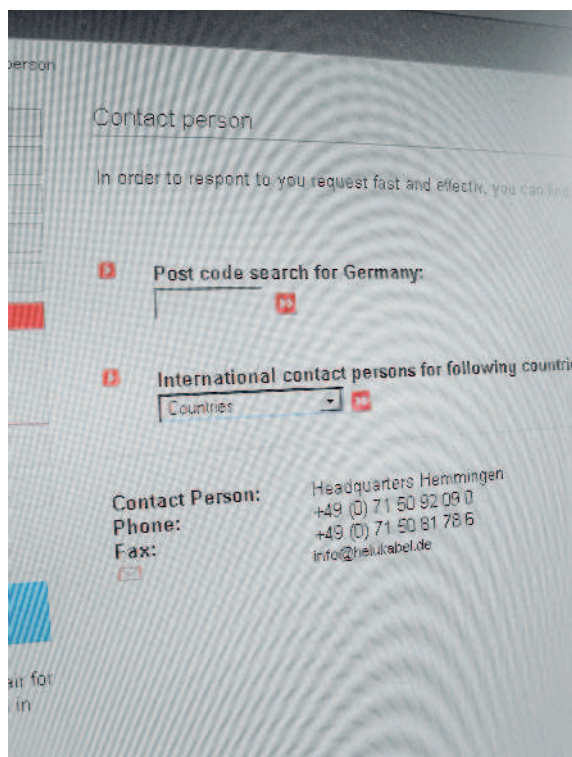 person
Contact person
In order to respont to you request fast and effectiv, you can
Post code search for Germany:
International contact persons for following countrie
Countries
Contact Person: Headquarters Hemmingen
Phone: +49 (0) 71 50 92 09 0
Fax: +49 (0) 71 50 81 78 6
info@helukabel.de
air for
in